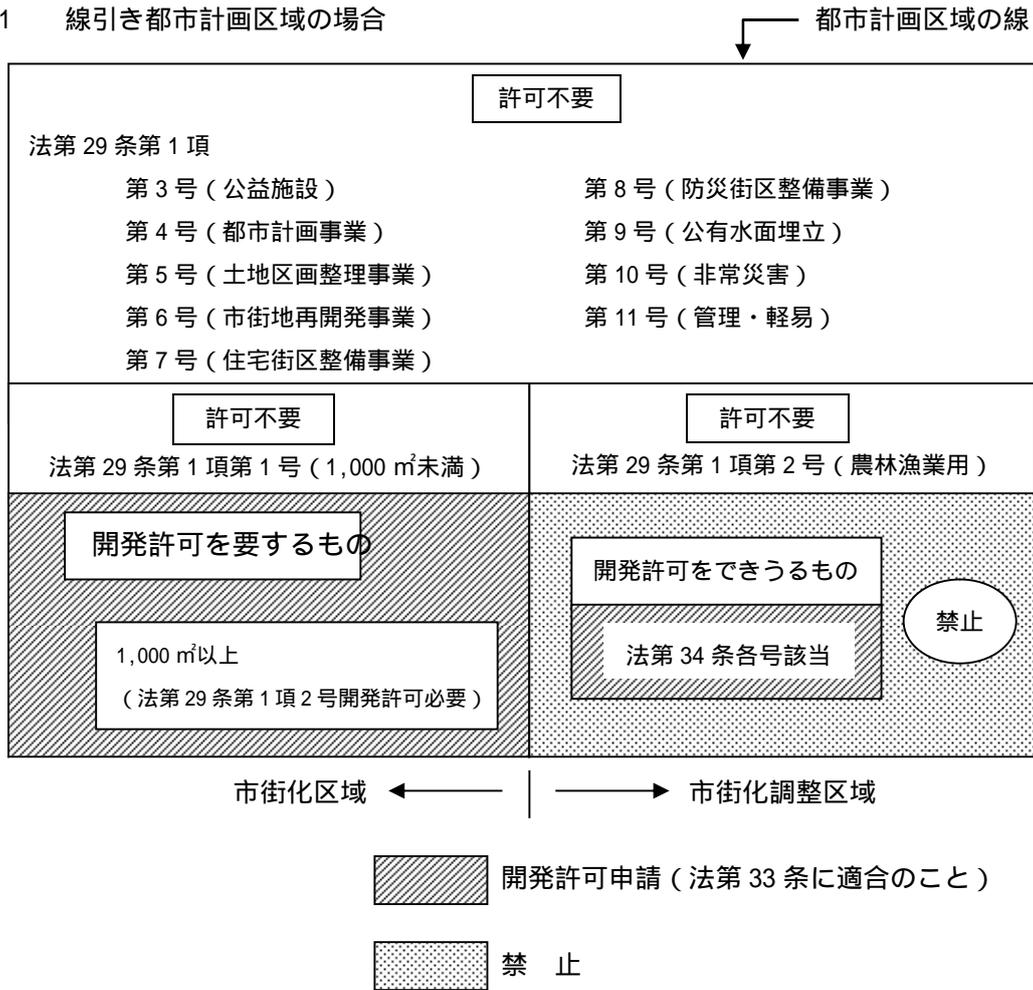 1 線引き都市計画区域の場合
都市計画区域の線
許可不要
法第 29 条第 1 項
第 3 号（公益施設）
第 4 号（都市計画事業）
第 5 号（土地区画整理事業）
第 6 号（市街地再開発事業）
第 7 号（住宅街区整備事業）
第 8 号（防災街区整備事業）
第 9 号（公有水面埋立）
第 10 号（非常災害）
第 11 号（管理・軽易）
許可不要
法第 29 条第 1 項第 1 号（1,000 ㎡未満）
許可不要
法第 29 条第 1 項第 2 号（農林漁業用）
開発許可を要するもの
1,000 ㎡以上
（法第 29 条第 1 項 2 号開発許可必要）
開発許可をできうるもの
法第 34 条各号該当
禁止
市街化区域
市街化調整区域
開発許可申請（法第 33 条に適合のこと）
禁 止